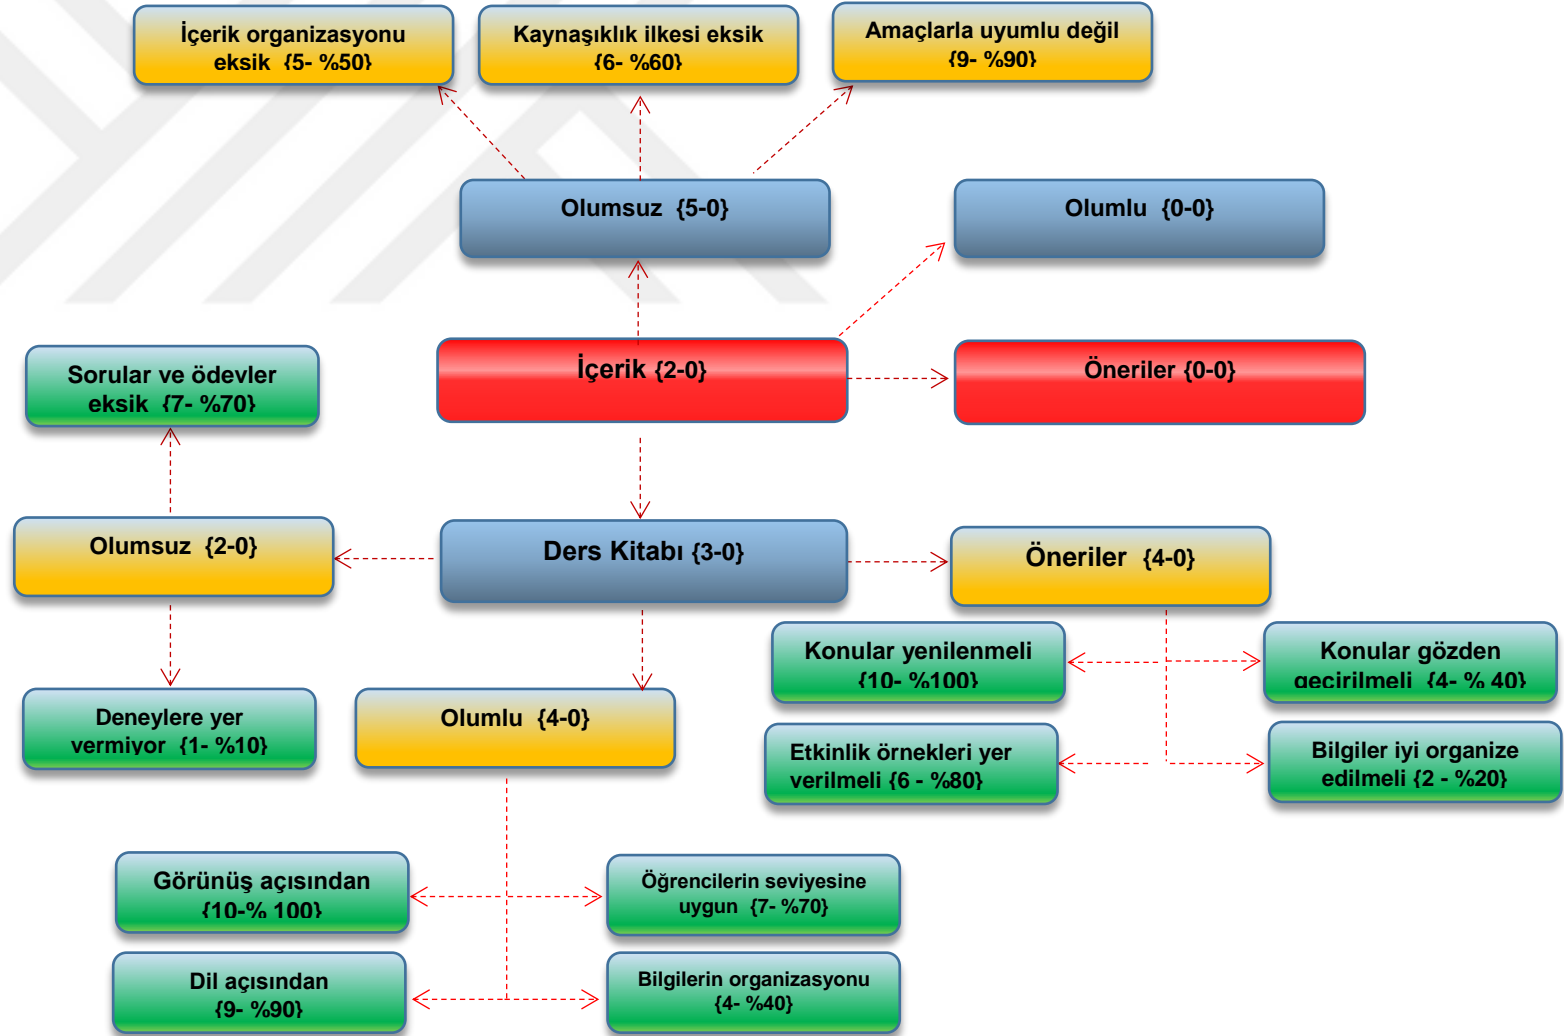 İçerik organizasyonu
eksik {5- %50}
Kaynaşıklık ilkesi eksik
{6- %60}
Amaçlarla uyumlu değil
{9- %90}
Olumsuz {5-0}
Olumlu {0-0}
İçerik {2-0}
Öneriler {0-0}
Sorular ve ödevler
eksik {7- %70}
Olumsuz {2-0}
Ders Kitabı {3-0}
Öneriler {4-0}
Konular yenilenmeli
{10- %100}
Konular gözden
geçirilmeli {4- % 40}
Deneylere yer
vermiyor {1- %10}
Olumlu {4-0}
Etkinlik örnekleri yer
verilmeli {6 - %80}
Bilgiler iyi organize
edilmeli {2 - %20}
Görünüş açısından
{10-% 100}
Öğrencilerin seviyesine
uygun {7- %70}
Dil açısından
{9- %90}
Bilgilerin organizasyonu
{4- %40}